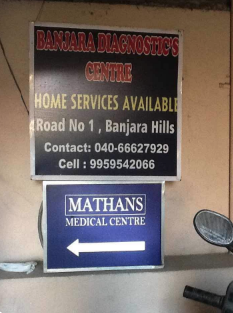 BANJARA DIAGNOSTIC'S
CENTRE
HOME SERVICES AVAILABLE
Road No 1 , Banjara Hills
Contact: 040-66627929
Cell : 9959542066
MATHANS
MEDICAL CENTRE